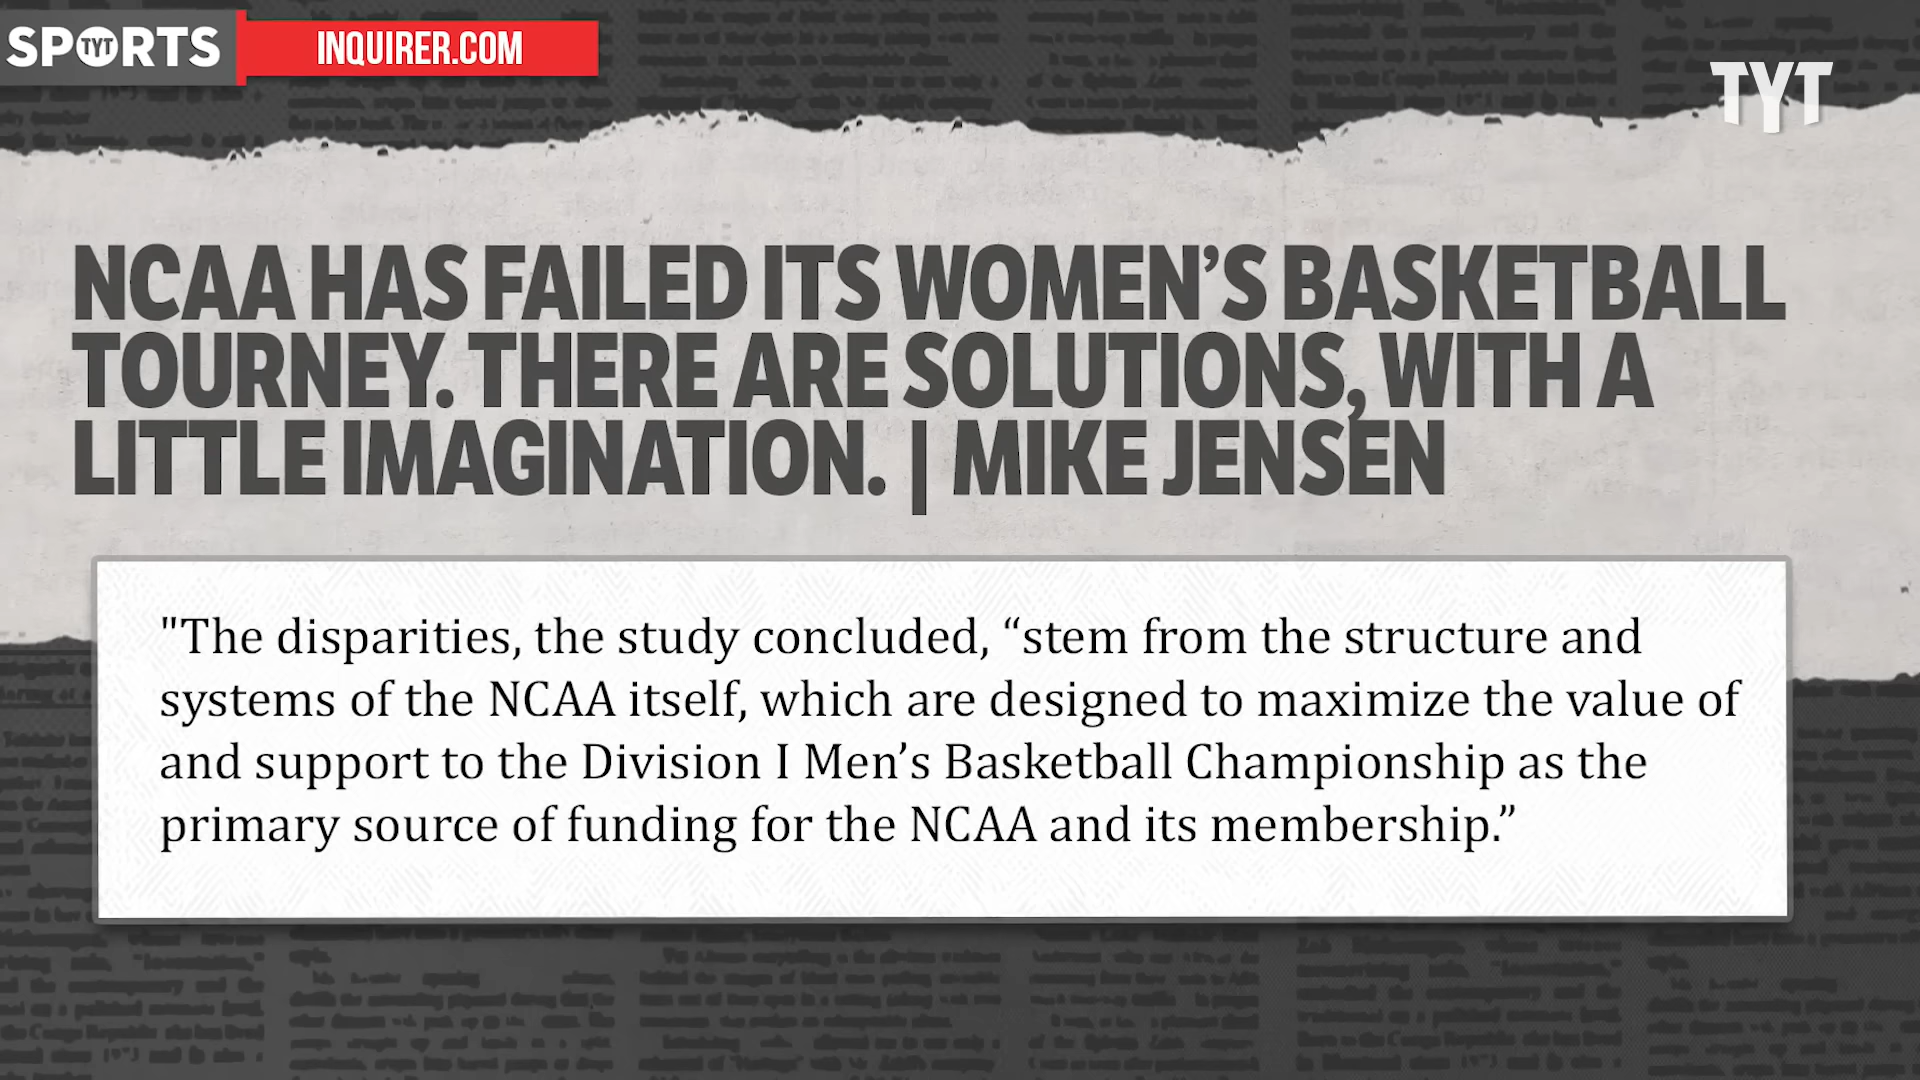 SPORTS
TYT
INQUIRER.COM
TYT
NCAA HAS FAILED ITS WOMEN’S BASKETBALL
TOURNEY. THERE ARE SOLUTIONS, WITH A
LITTLE IMAGINATION. | MIKE JENSEN
"The disparities, the study concluded, “stem from the structure and
systems of the NCAA itself, which are designed to maximize the value of
and support to the Division I Men’s Basketball Championship as the
primary source of funding for the NCAA and its membership.”